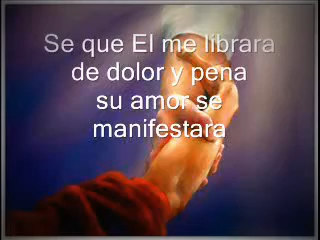 Se que El me librara
de dolor y pena
su amor se
manifestara